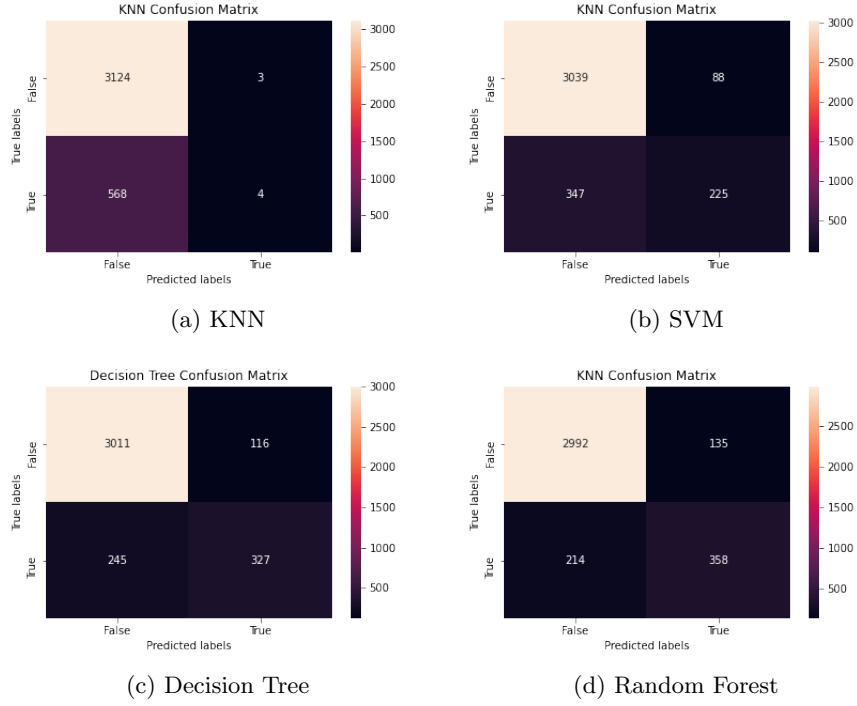 KNN Confusion Matrix
True labels
False
True
3124
3
568
4
False
True
Predicted labels
3000
2500
2000
1500
1000
500
(a) KNN
KNN Confusion Matrix
True labels
False
True
3039
88
347
225
False
True
Predicted labels
3000
2500
2000
1500
1000
500
(b) SVM
Decision Tree Confusion Matrix
True labels
False
True
3011
116
245
327
False
True
Predicted labels
3000
2500
2000
1500
1000
500
(c) Decision Tree
KNN Confusion Matrix
True labels
False
True
2992
135
214
358
False
True
Predicted labels
2500
2000
1500
1000
500
(d) Random Forest